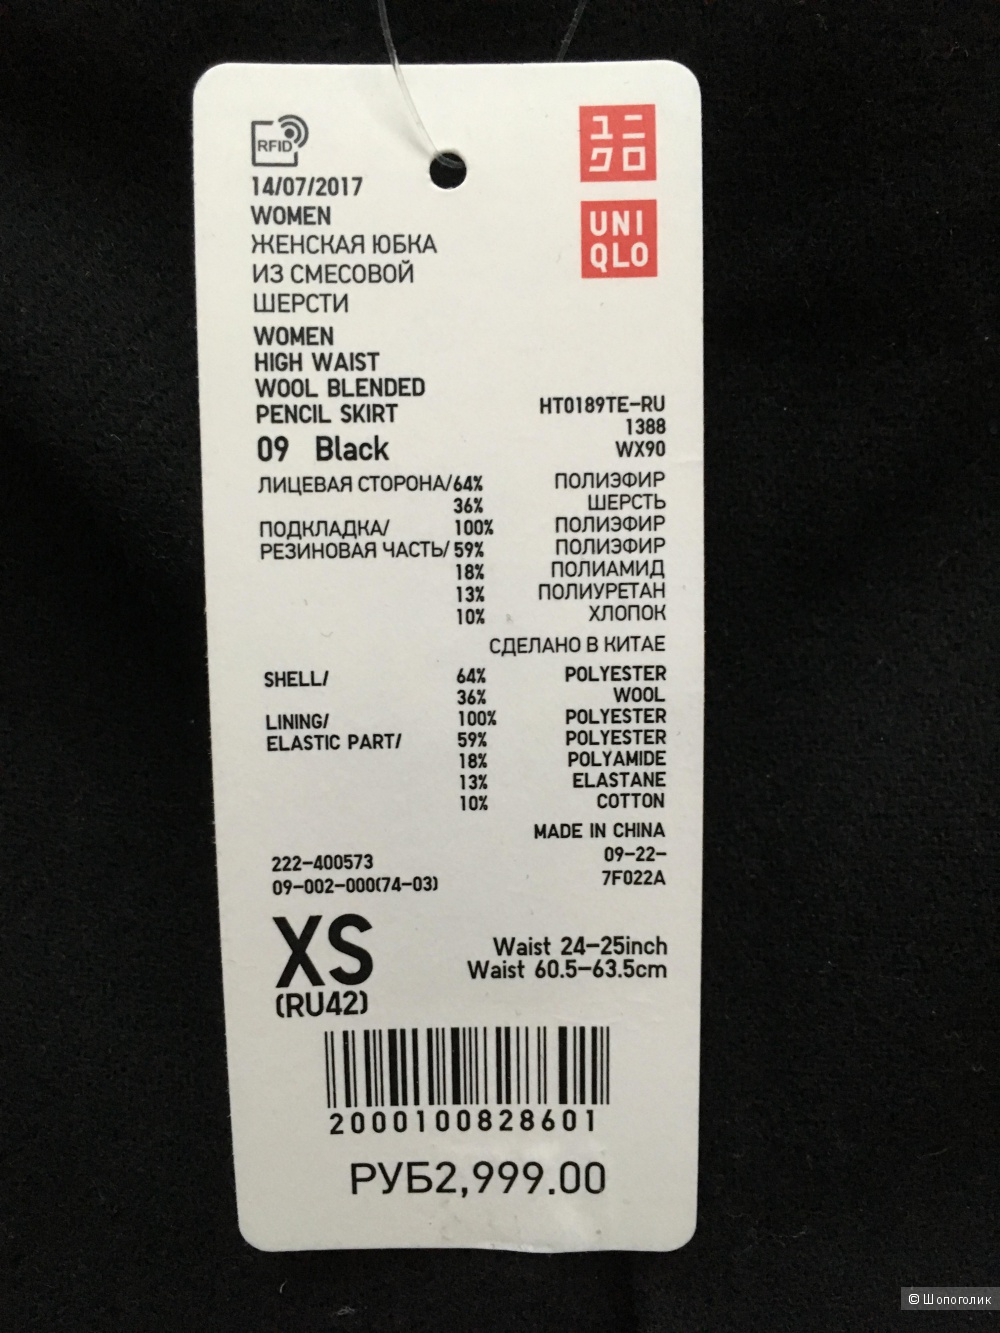 RFID
ユニ
クロ
UNI
QLO
14/07/2017
WOMEN
ЖЕНСКАЯ ЮБКА
ИЗ СМЕСОВОЙ
ШЕРСТИ
WOMEN
HIGH WAIST
WOOL BLENDED
PENCIL SKIRT
HT0189TE-RU
1388
09 Black
WX90
ЛИЦЕВАЯ СТОРОНА/64% ПОЛИЭФИР
36% ШЕРСТЬ
ПОДКЛАДКА/ 100% ПОЛИЭФИР
РЕЗИНОВАЯ ЧАСТЬ/ 59% ПОЛИЭФИР
18% ПОЛИАМИД
13% ПОЛИУРЕТАН
10% ХЛОПОК
СДЕЛАНО В КИТАЕ
SHELL/ 64% POLYESTER
36% WOOL
LINING/ 100% POLYESTER
ELASTIC PART/ 59% POLYESTER
18% POLYAMIDE
13% ELASTANE
10% COTTON
MADE IN CHINA
222-400573 09-22-
09-002-000(74-03) 7F022A
XS
(RU42)
Waist 24-25inch
Waist 60.5-63.5cm
2000100828601
РУБ2,999.00
© Шопоголик